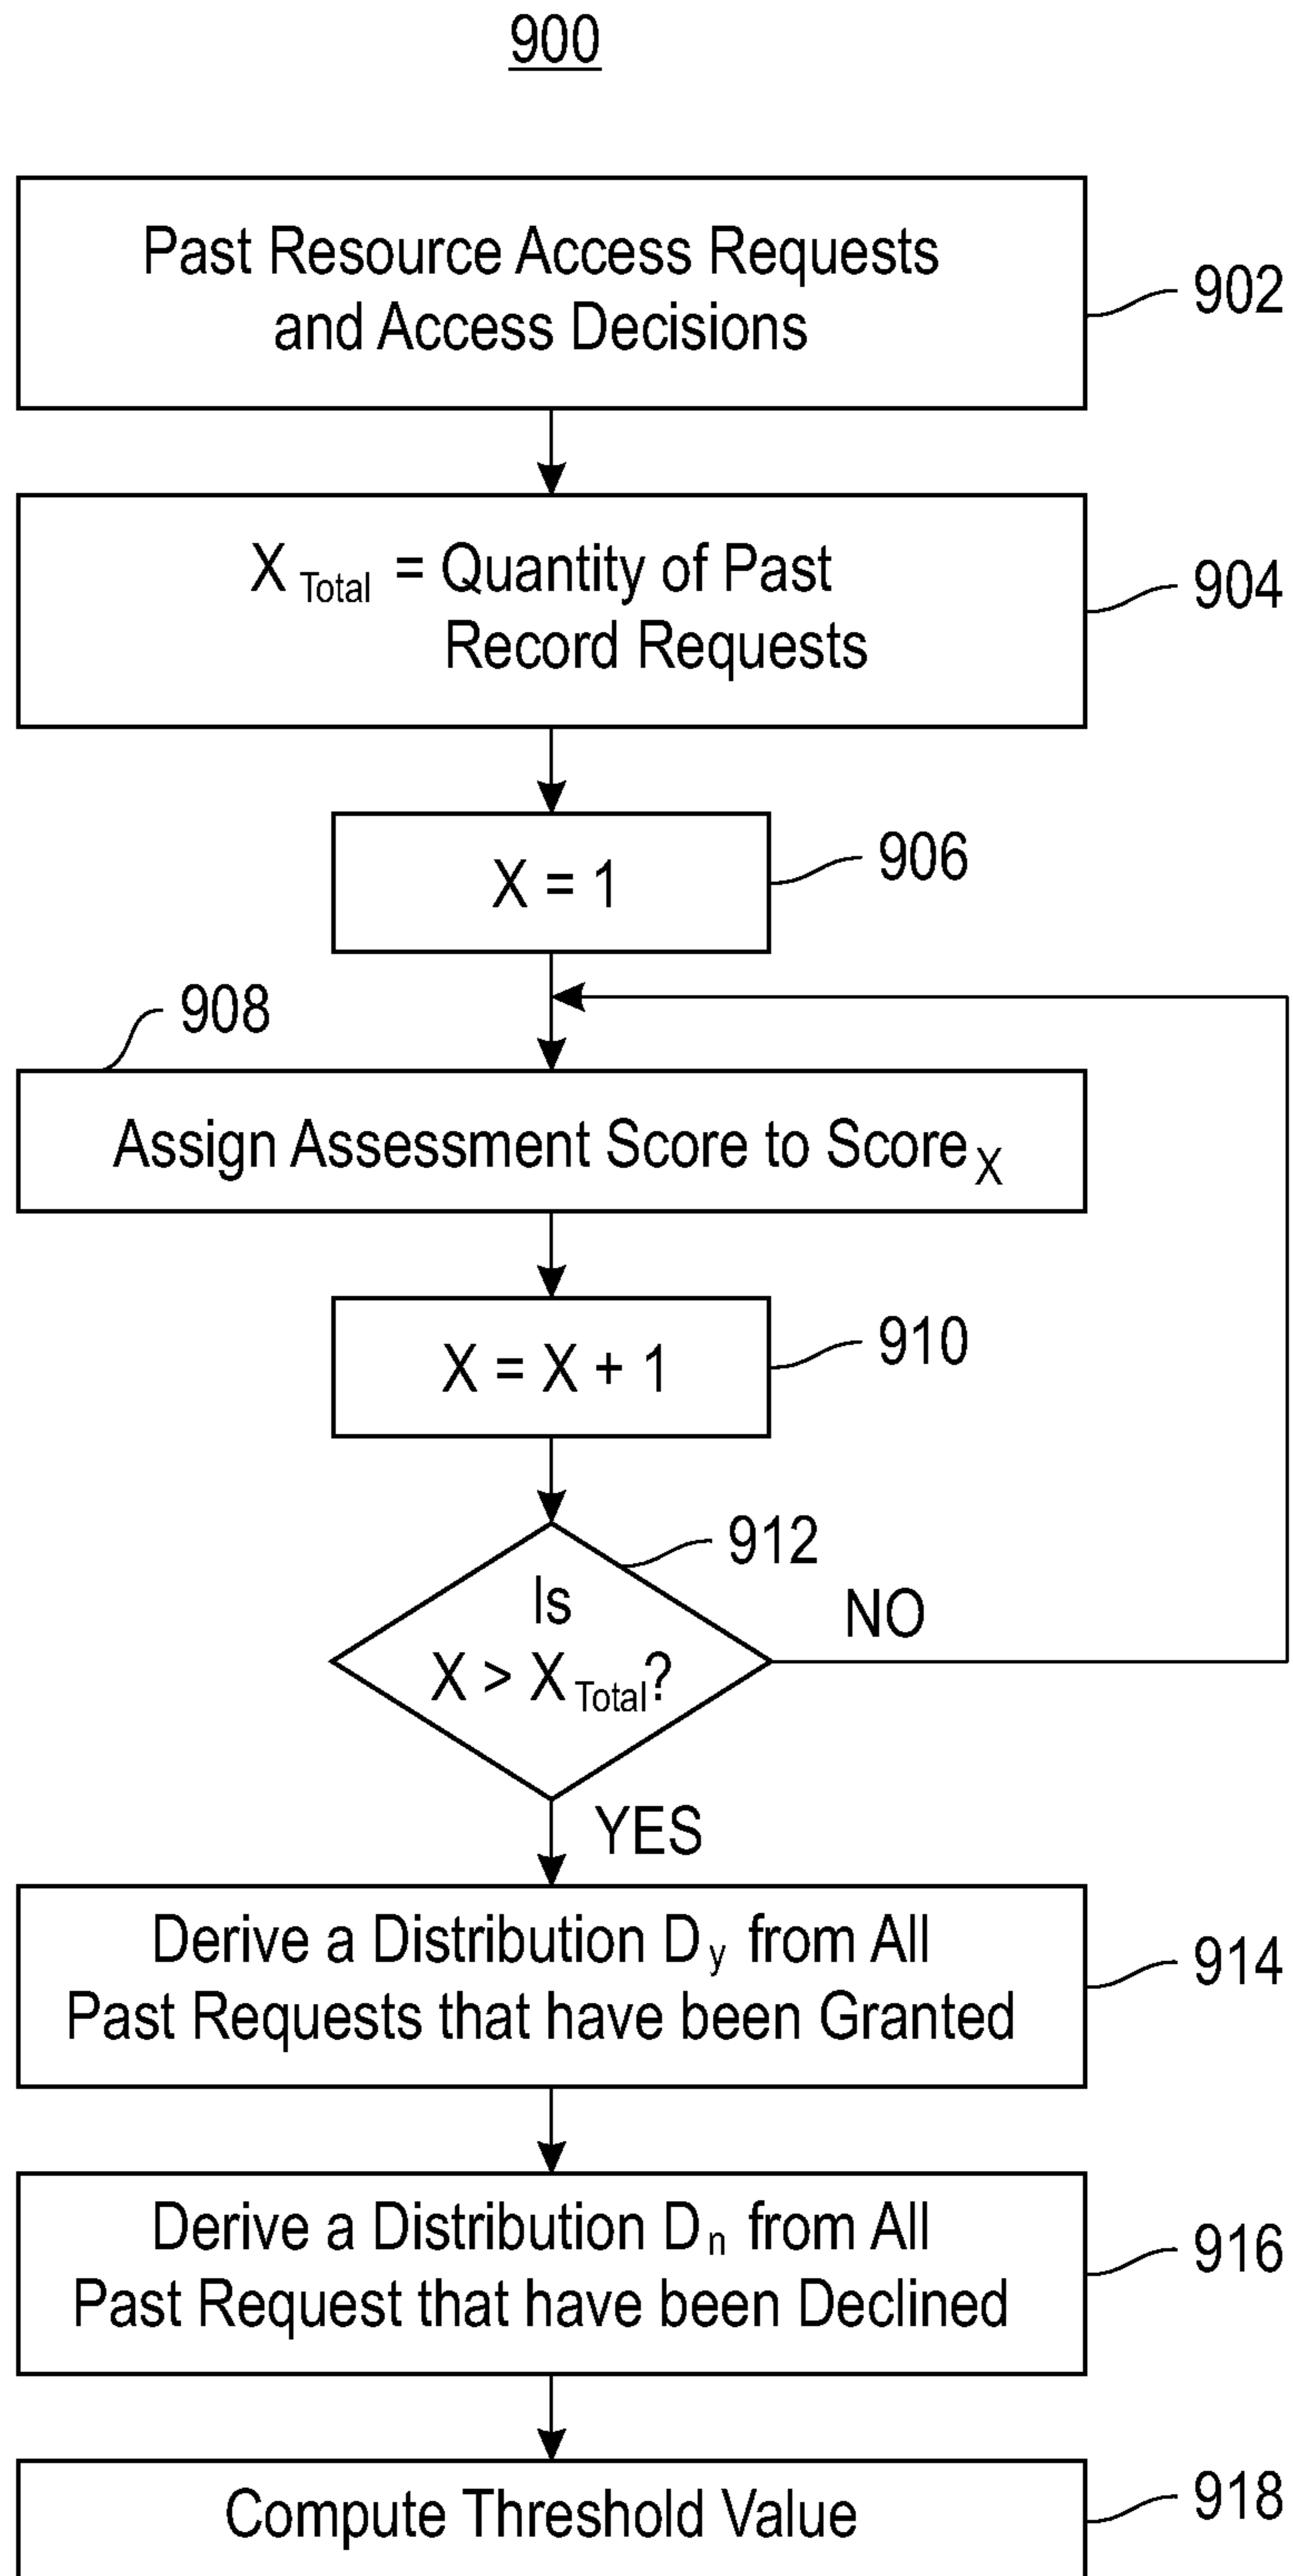 900
Past Resource Access Requests
and Access Decisions
902
X Total = Quantity of Past
Record Requests
904
X = 1
906
908
Assign Assessment Score to Score X
X = X + 1
910
912
Is
X > X Total?
NO
YES
Derive a Distribution D y from All
Past Requests that have been Granted
914
Derive a Distribution D n from All
Past Request that have been Declined
916
Compute Threshold Value
918